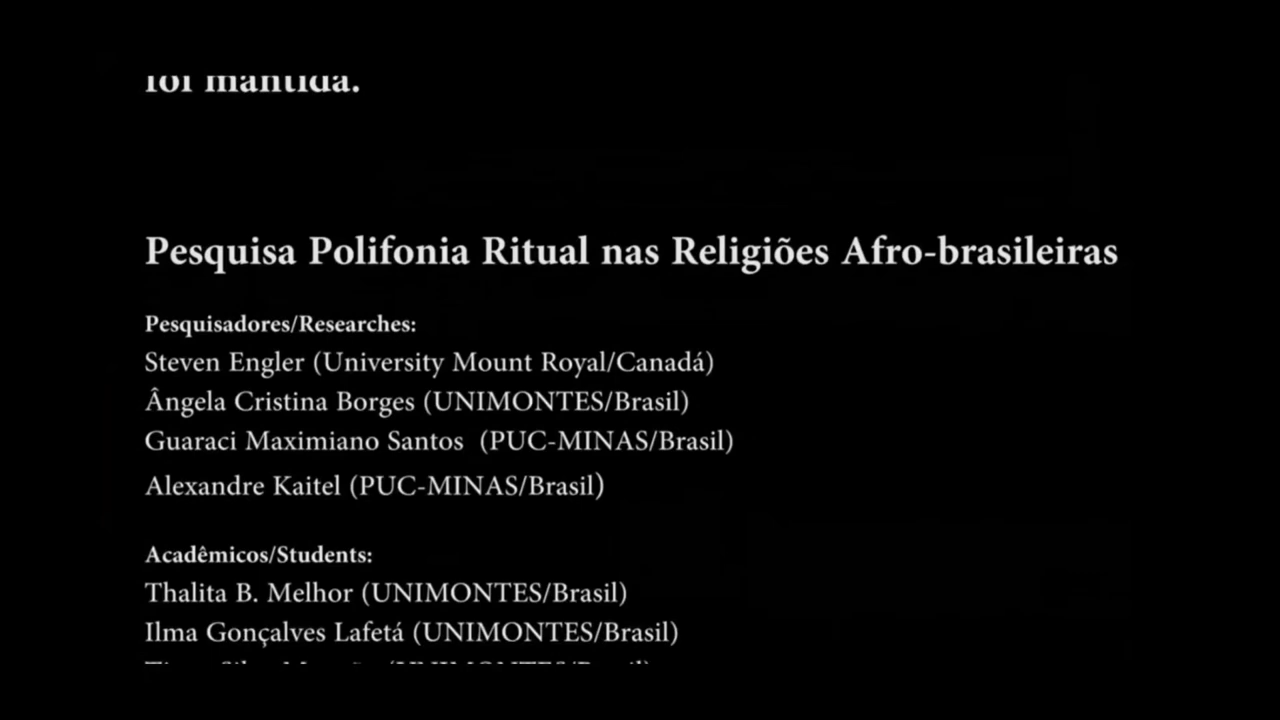 foi mantida.
Pesquisa Polifonia Ritual nas Religiões Afro-brasileiras
Pesquisadores/Researches:
Steven Engler (University Mount Royal/Canadá)
Ângela Cristina Borges (UNIMONTES/Brasil)
Guaraci Maximiano Santos (PUC-MINAS/Brasil)
Alexandre Kaitel (PUC-MINAS/Brasil)
Acadêmicos/Students:
Thalita B. Melhor (UNIMONTES/Brasil)
Ilma Gonçalves Lafetá (UNIMONTES/Brasil)